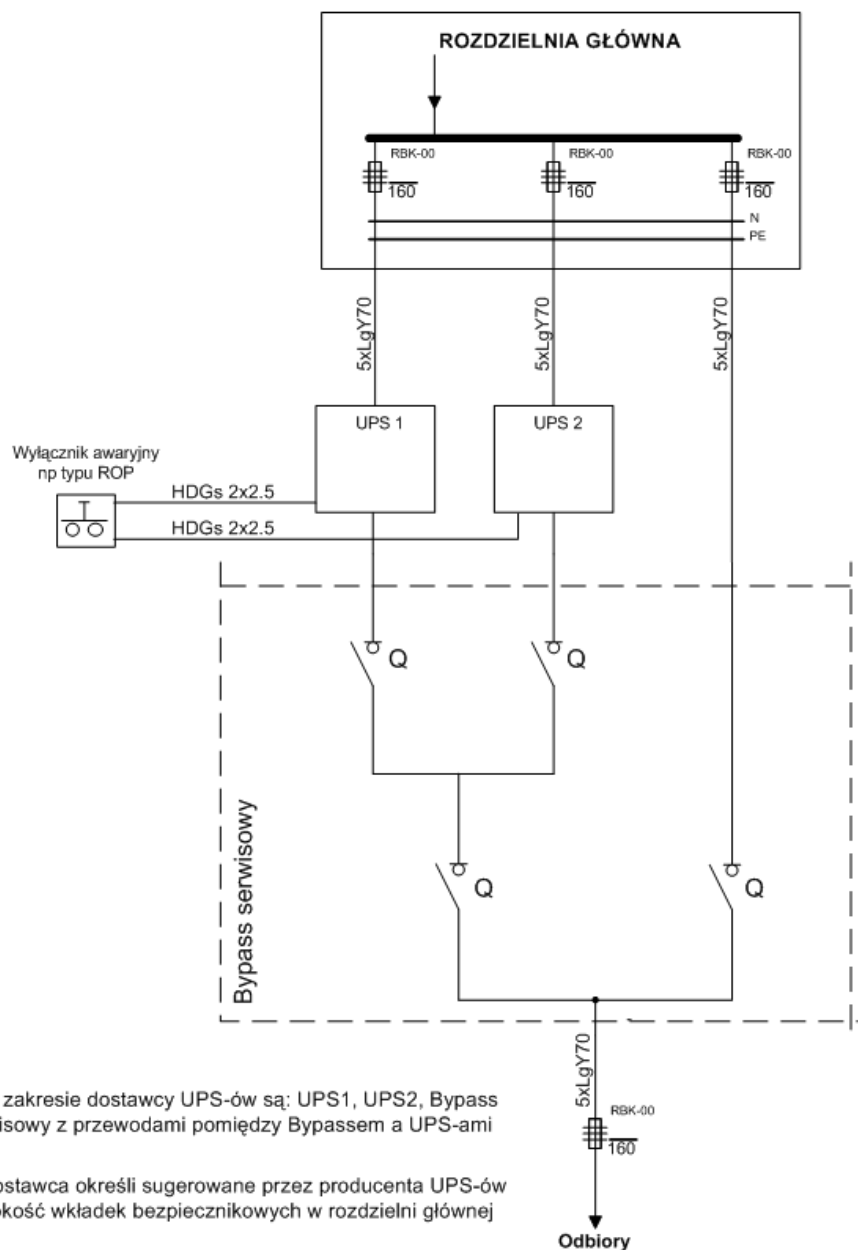 ROZDZIELNIA GŁÓWNA
RBK-00
RBK-00
RBK-00
160
160
160
N
PE
5xLgY70
5xLgY70
5xLgY70
UPS 1
UPS 2
Wyłącznik awaryjny
np typu ROP
HDGs 2x2.5
HDGs 2x2.5
Q
Q
Bypass serwisowy
Q
Q
5xLgY70
zakresie dostawcy UPS-ów są: UPS1, UPS2, Bypass
isowy z przewodami pomiędzy Bypassem a UPS-ami
RBK-00
160
ostawca określi sugerowane przez producenta UPS-ów
okość wkładek bezpiecznikowych w rozdzielni głównej
Odbiory